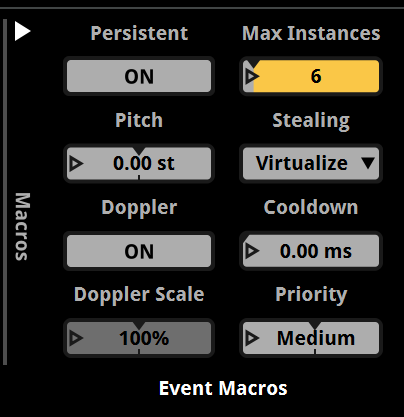 Persistent Max Instances
ON 6
Pitch Stealing
0.00 st Virtualize
Doppler Cooldown
ON 0.00 ms
Doppler Scale Priority
100% Medium
Macros
Event Macros